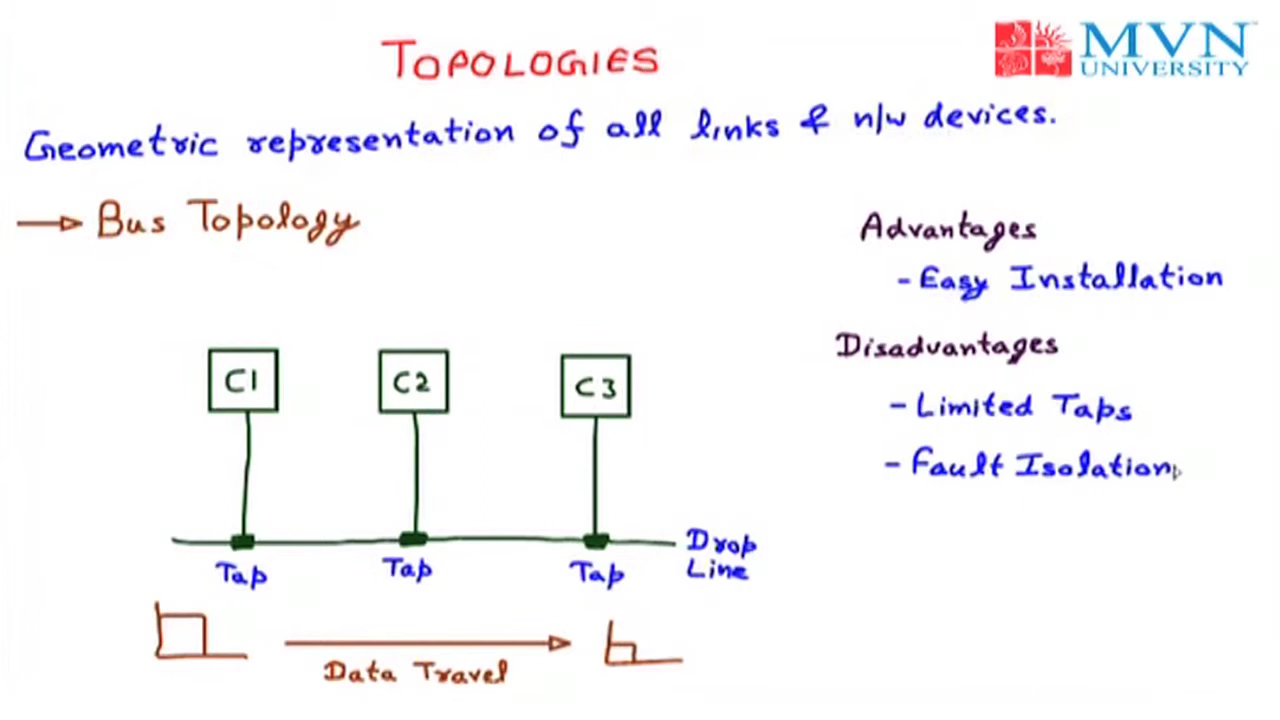 TOPOLOGIES
MVN
UNIVERSITY
Geometric representation of all links & n/w devices.
Bus Topology
Advantages
- Easy Installation
Disadvantages
- Limited Taps
- Fault Isolation
C1 C2 C3
Drop
Line
Tap Tap Tap
Data Travel